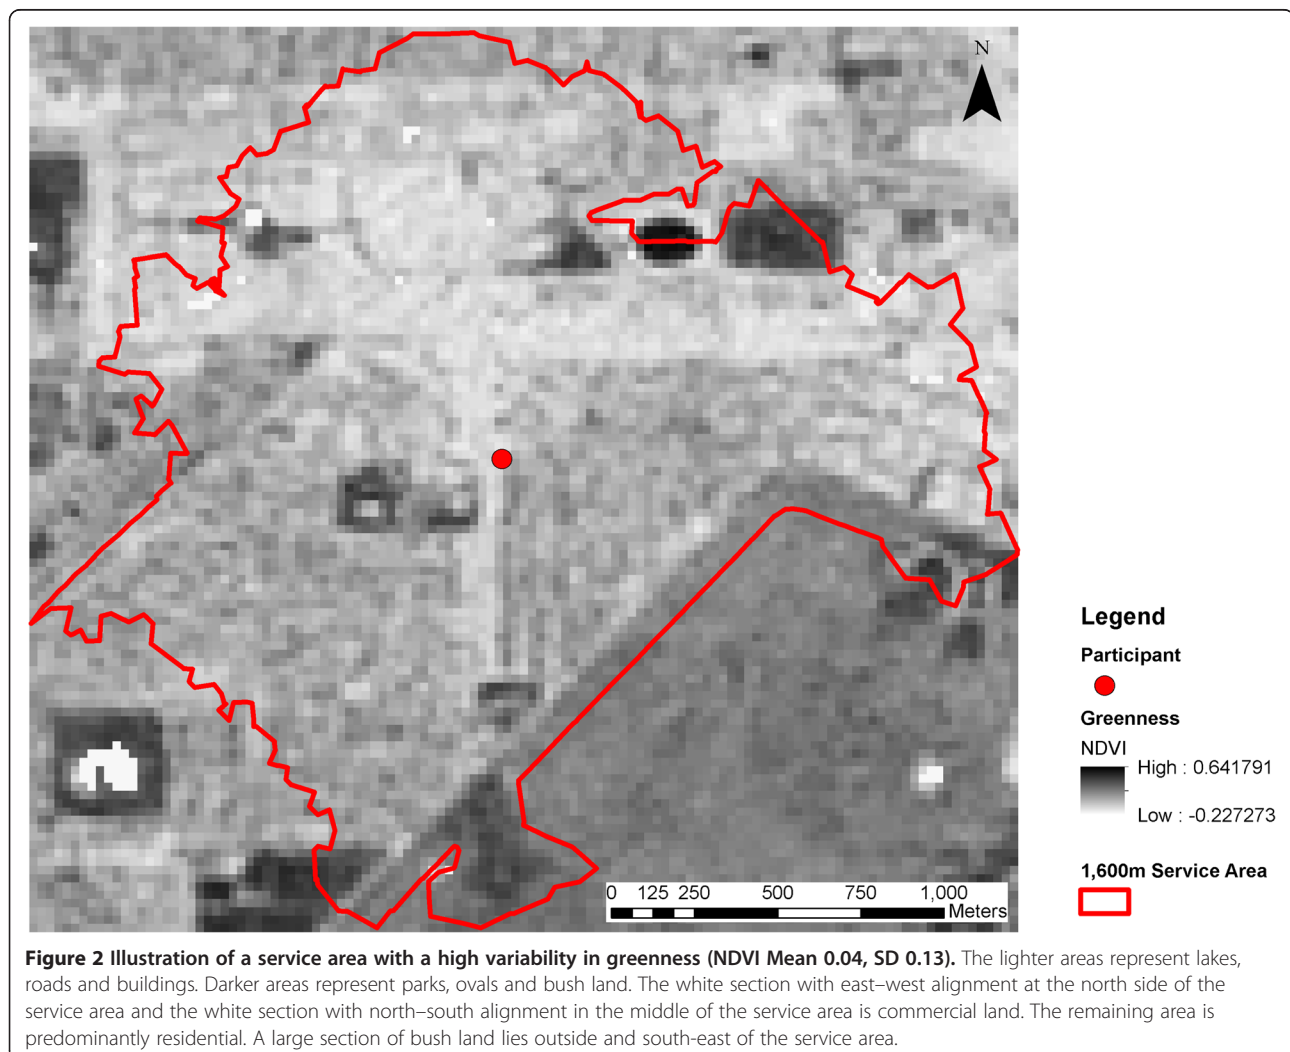 N
Legend
Participant
Greenness
NDVI
High : 0.641791
Low : -0.227273
1,600m Service Area
0 125 250 500 750 1,000
Meters
Figure 2 Illustration of a service area with a high variability in greenness (NDVI Mean 0.04, SD 0.13). The lighter areas represent lakes,
roads and buildings. Darker areas represent parks, ovals and bush land. The white section with east–west alignment at the north side of the
service area and the white section with north–south alignment in the middle of the service area is commercial land. The remaining area is
predominantly residential. A large section of bush land lies outside and south-east of the service area.